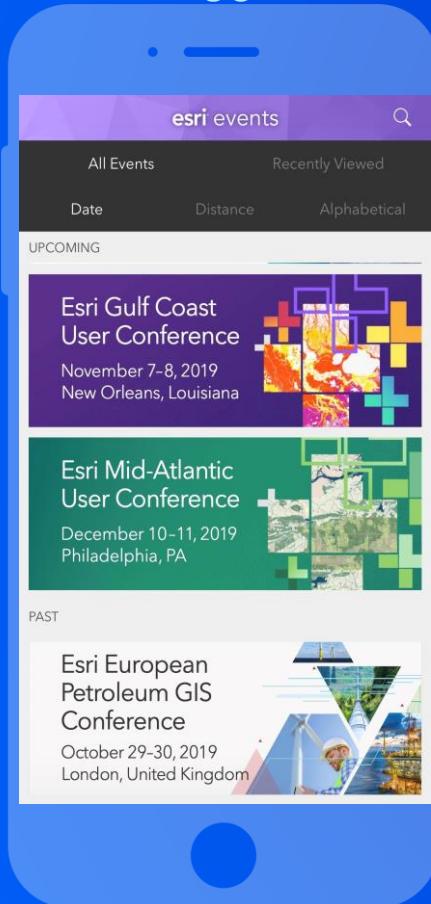 esri events
All Events Recently Viewed
Date Distance Alphabetical
UPCOMING
Esri Gulf Coast
User Conference
November 7–8, 2019
New Orleans, Louisiana
Esri Mid-Atlantic
User Conference
December 10–11, 2019
Philadelphia, PA
PAST
Esri European
Petroleum GIS
Conference
October 29–30, 2019
London, United Kingdom